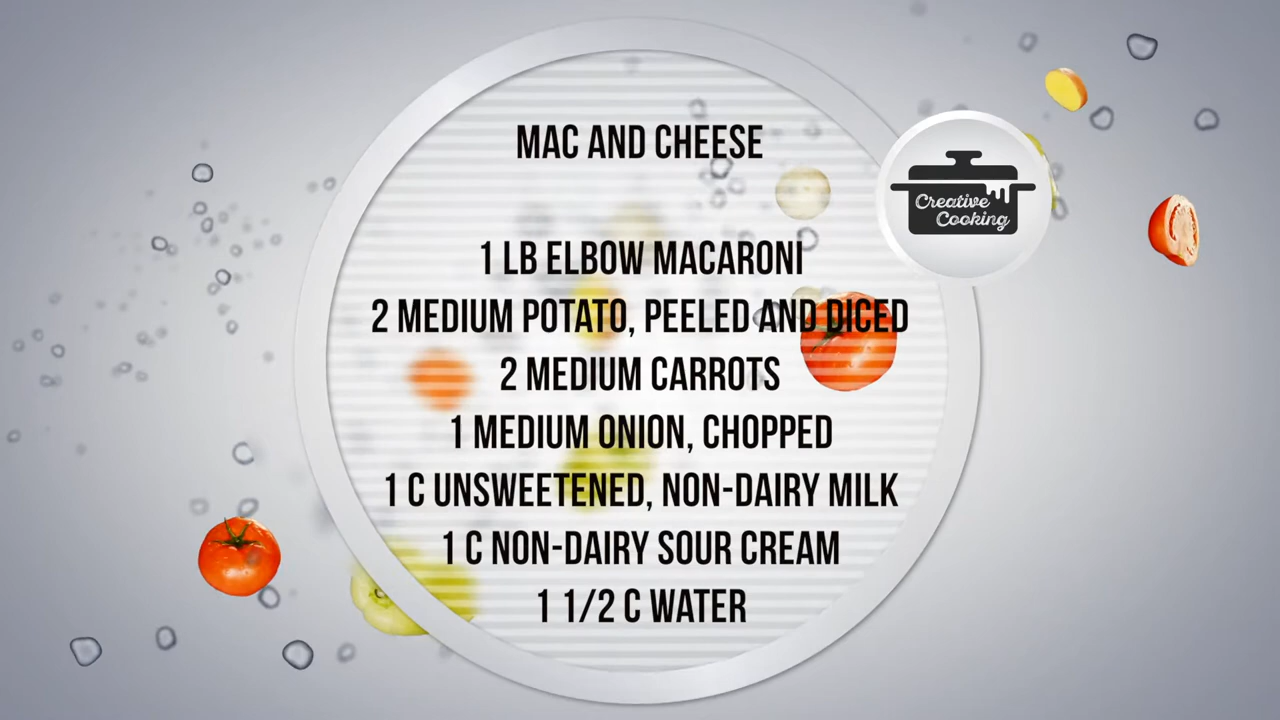 MAC AND CHEESE
Creative
Cooking
1 LB ELBOW MACARONI
2 MEDIUM POTATO, PEELED AND DICED
2 MEDIUM CARROTS
1 MEDIUM ONION, CHOPPED
1 C UNSWEETENED, NON-DAIRY MILK
1 C NON-DAIRY SOUR CREAM
1 1/2 C WATER